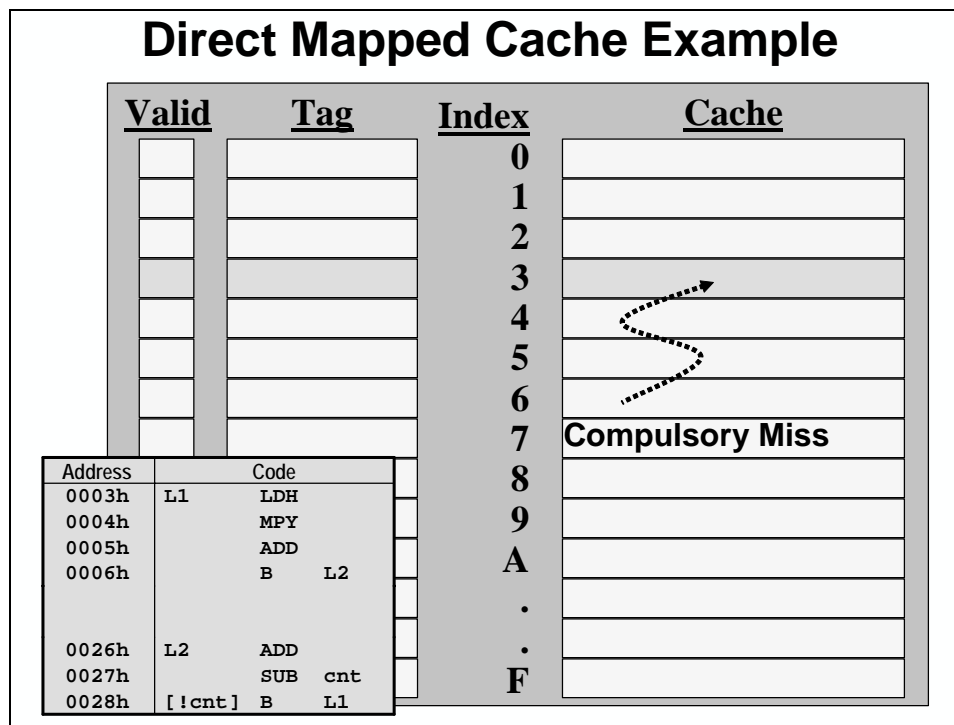 Direct Mapped Cache Example
Valid Tag Index Cache
0
1
2
3
4
5
6
7 Compulsory Miss
8
9
A
.
.
F
Address Code
0003h L1 LDH
0004h MPY
0005h ADD
0006h B L2
0026h L2 ADD
0027h SUB cnt
0028h [!cnt] B L1